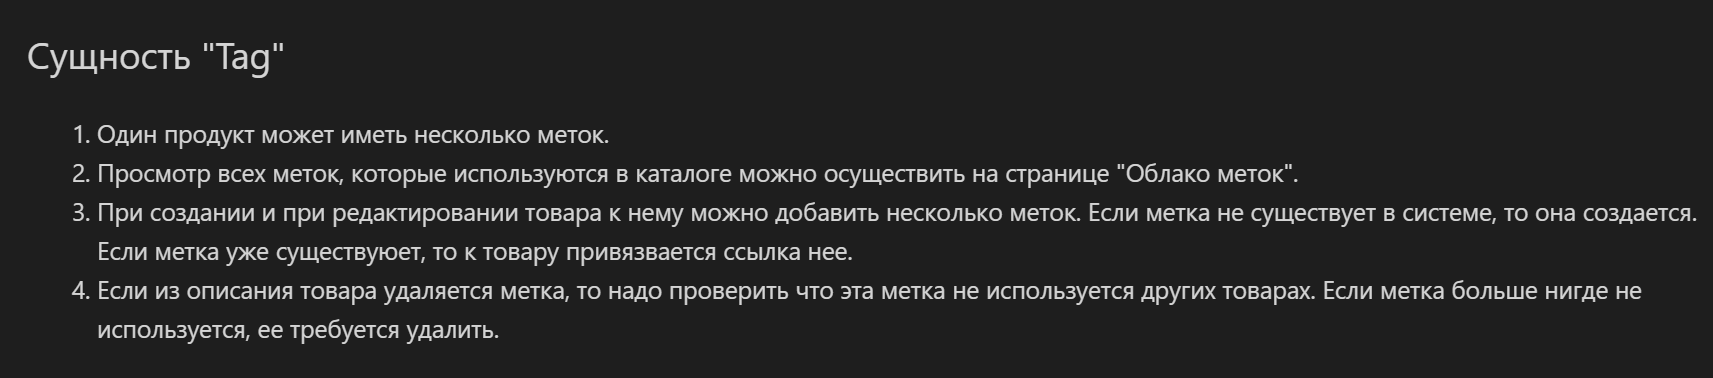 Сущность "Tag"
1. Один продукт может иметь несколько меток.
2. Просмотр всех меток, которые используются в каталоге можно осуществить на странице "Облако меток".
3. При создании и при редактировании товара к нему можно добавить несколько меток. Если метка не существует в системе, то она создается.
Если метка уже существуюет, то к товару привязвается ссылка нее.
4. Если из описания товара удаляется метка, то надо проверить что эта метка не используется других товарах. Если метка больше нигде не
используется, ее требуется удалить.